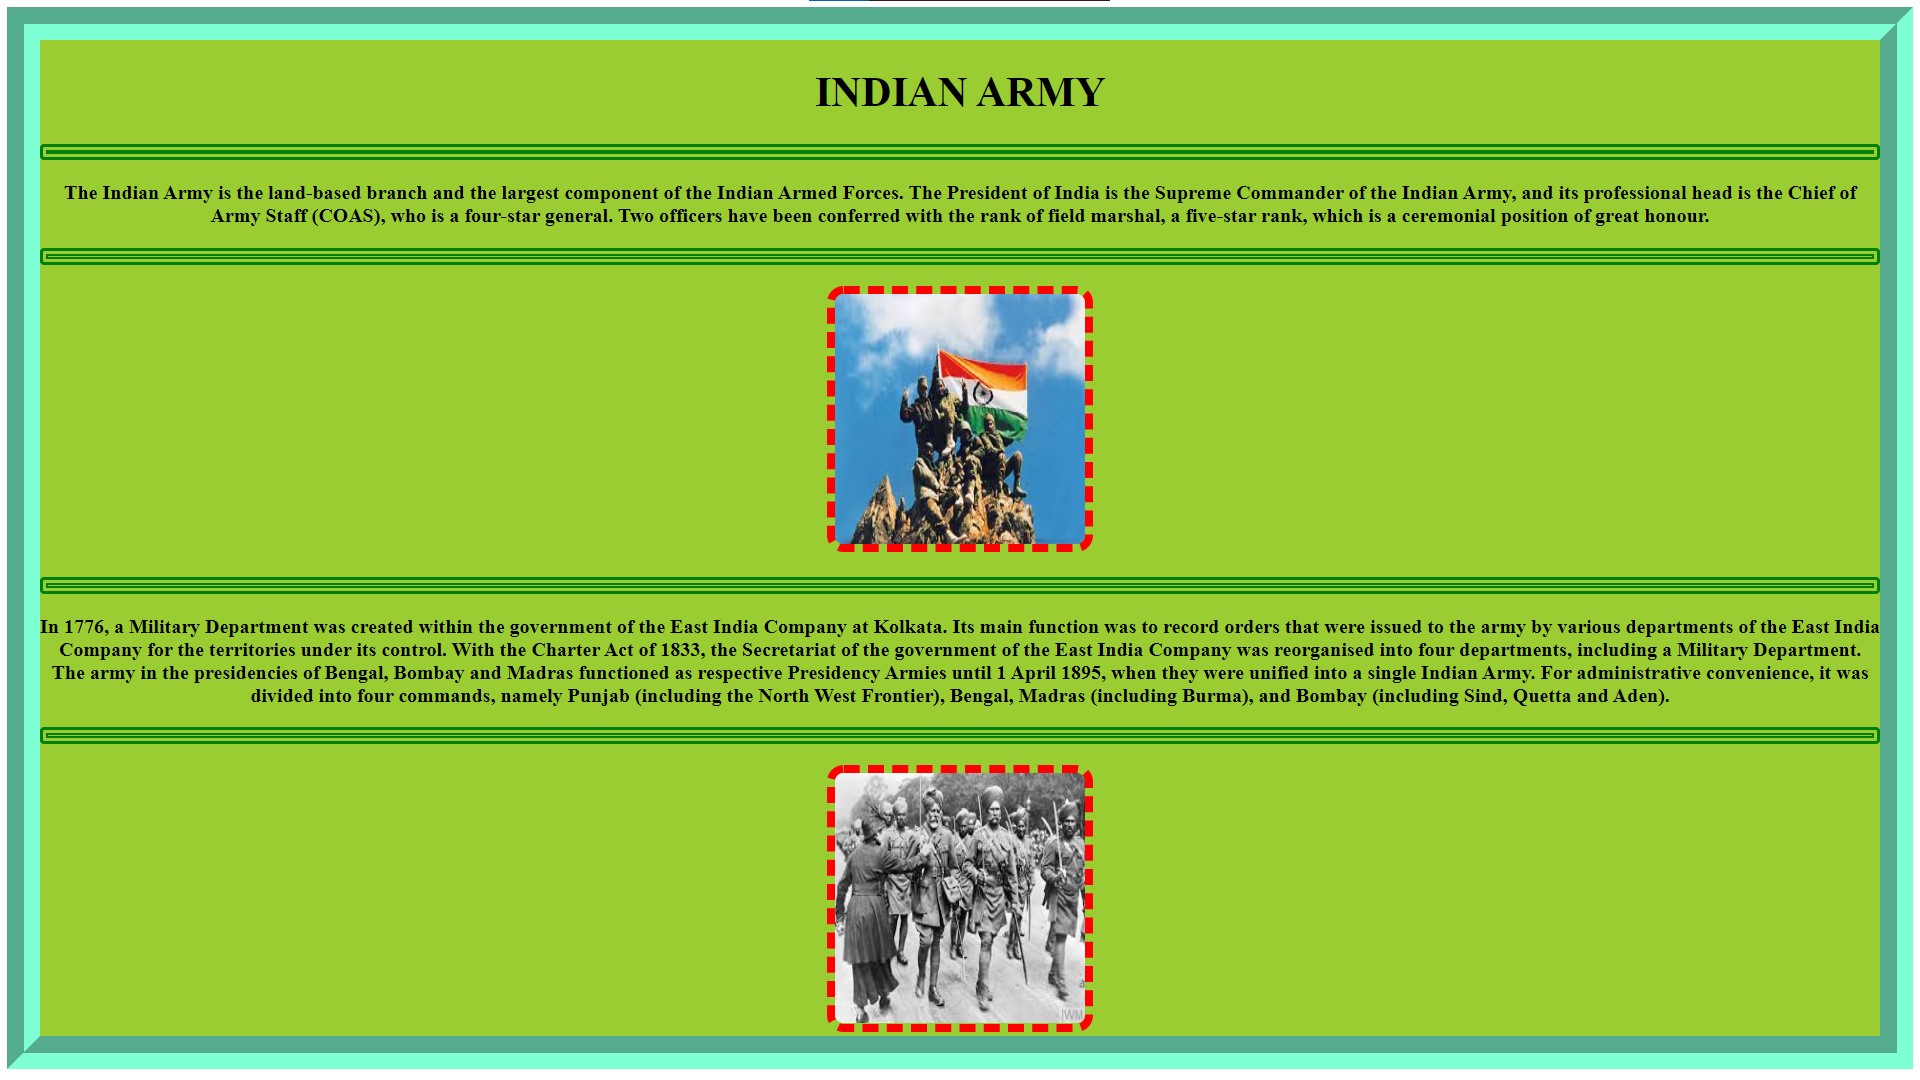 INDIAN ARMY
The Indian Army is the land-based branch and the largest component of the Indian Armed Forces. The President of India is the Supreme Commander of the Indian Army, and its professional head is the Chief of
Army Staff (COAS), who is a four-star general. Two officers have been conferred with the rank of field marshal, a five-star rank, which is a ceremonial position of great honour.
In 1776, a Military Department was created within the government of the East India Company at Kolkata. Its main function was to record orders that were issued to the army by various departments of the East India
Company for the territories under its control. With the Charter Act of 1833, the Secretariat of the government of the East India Company was reorganised into four departments, including a Military Department.
The army in the presidencies of Bengal, Bombay and Madras functioned as respective Presidency Armies until 1 April 1895, when they were unified into a single Indian Army. For administrative convenience, it was
divided into four commands, namely Punjab (including the North West Frontier), Bengal, Madras (including Burma), and Bombay (including Sind, Quetta and Aden).
IWM